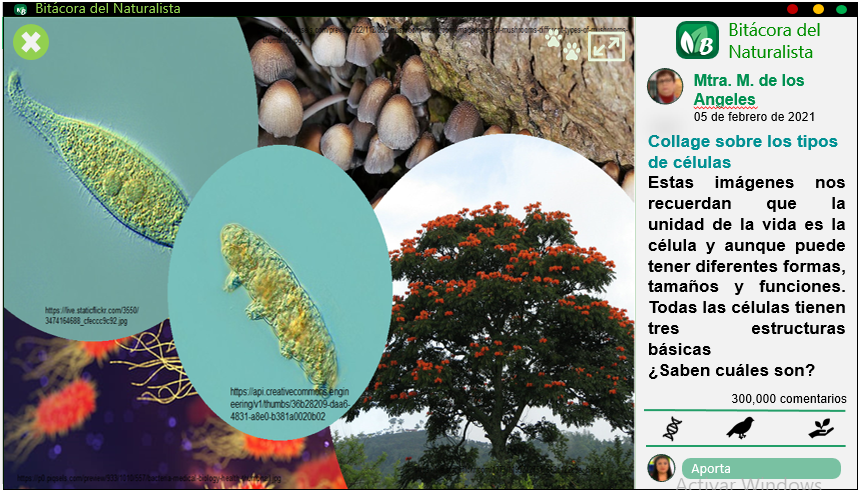 Bitácora del Naturalista
https://live.staticflickr.com/3550/
3474164688_cfeccc9c92.jpg
https://api.creativecommons.engin
eering/v1/thumbs/36b28209-daa6-
4831-a8e0-b381a0020b02
Bitácora del
Naturalista
Mtra. M. de los
Angeles
05 de febrero de 2021
Collage sobre los tipos
de células
Estas imágenes nos
recuerdan que la
unidad de la vida es la
célula y aunque puede
tener diferentes formas,
tamaños y funciones.
Todas las células tienen
tres estructuras
básicas
¿Saben cuáles son?
300,000 comentarios
Aporta
Activar Windows